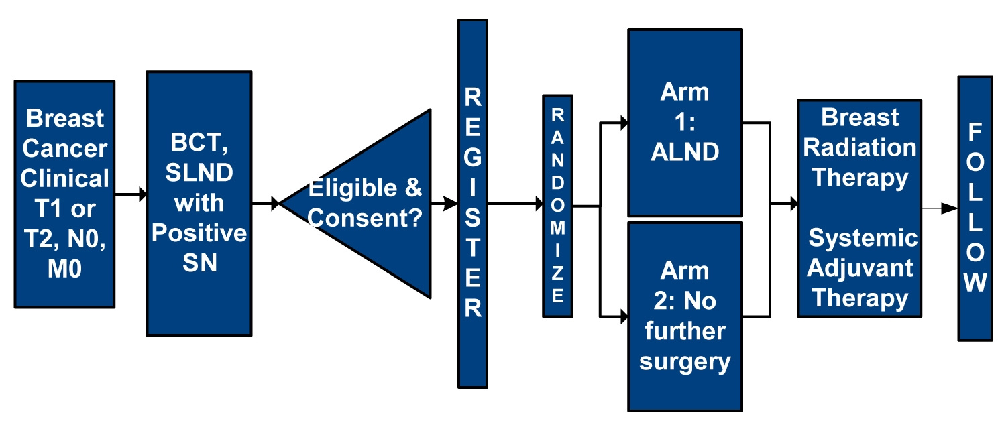 Breast
Cancer
Clinical
T1 or
T2, N0,
M0
BCT,
SLND
with
Positive
SN
Eligible &
Consent?
R
E
G
I
S
T
E
R
R
A
N
D
O
M
I
Z
E
Arm
1:
ALND
Arm
2: No
further
surgery
Breast
Radiation
Therapy
Systemic
Adjuvant
Therapy
F
O
L
L
O
W